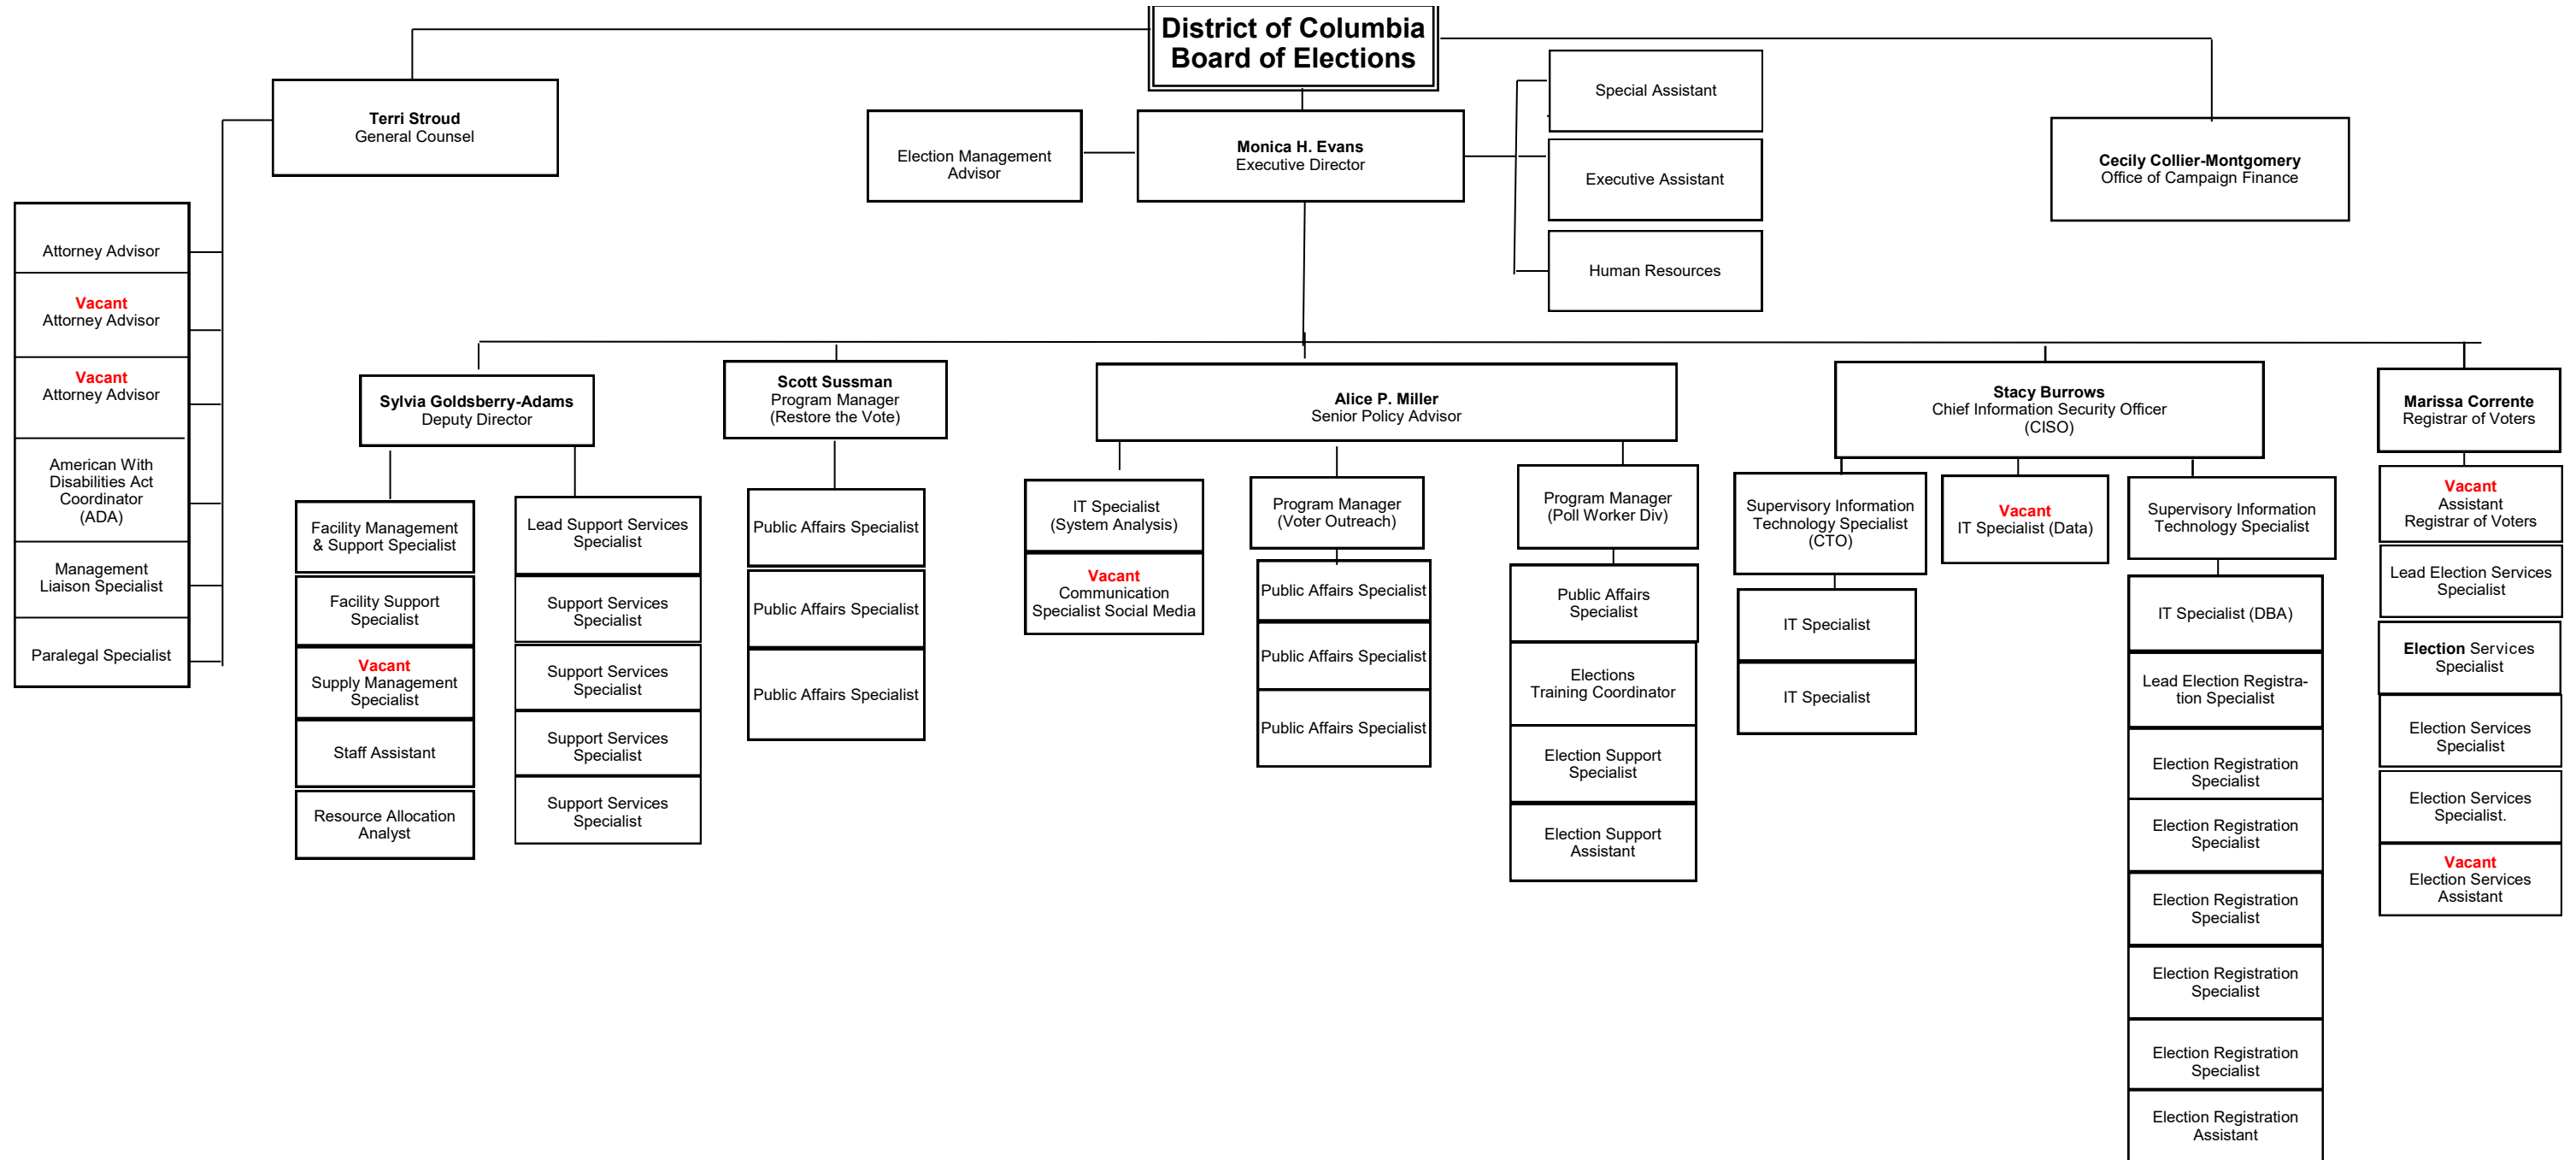 District of Columbia
Board of Elections
Terri Stroud
General Counsel
Election Management
Advisor
Monica H. Evans
Executive Director
Special Assistant
Executive Assistant
Human Resources
Cecily Collier-Montgomery
Office of Campaign Finance
Attorney Advisor
Vacant
Attorney Advisor
Vacant
Attorney Advisor
American With
Disabilities Act
Coordinator
(ADA)
Management
Liaison Specialist
Paralegal Specialist
Sylvia Goldsberry-Adams
Deputy Director
Facility Management
& Support Specialist
Facility Support
Specialist
Vacant
Supply Management
Specialist
Staff Assistant
Resource Allocation
Analyst
Lead Support Services
Specialist
Support Services
Specialist
Support Services
Specialist
Support Services
Specialist
Support Services
Specialist
Scott Sussman
Program Manager
(Restore the Vote)
Public Affairs Specialist
Public Affairs Specialist
Public Affairs Specialist
Alice P. Miller
Senior Policy Advisor
IT Specialist
(System Analysis)
Vacant
Communication
Specialist Social Media
Program Manager
(Voter Outreach)
Public Affairs Specialist
Public Affairs Specialist
Public Affairs Specialist
Program Manager
(Poll Worker Div)
Public Affairs
Specialist
Elections
Training Coordinator
Election Support
Specialist
Election Support
Assistant
Stacy Burrows
Chief Information Security Officer
(CISO)
Supervisory Information
Technology Specialist
(CTO)
IT Specialist
IT Specialist
Vacant
IT Specialist (Data)
Supervisory Information
Technology Specialist
IT Specialist (DBA)
Lead Election Registra-
tion Specialist
Election Registration
Specialist
Election Registration
Specialist
Election Registration
Specialist
Election Registration
Specialist
Election Registration
Specialist
Election Registration
Assistant
Marissa Corrente
Registrar of Voters
Vacant
Assistant
Registrar of Voters
Lead Election Services
Specialist
Election Services
Specialist
Election Services
Specialist
Election Services
Specialist.
Vacant
Election Services
Assistant